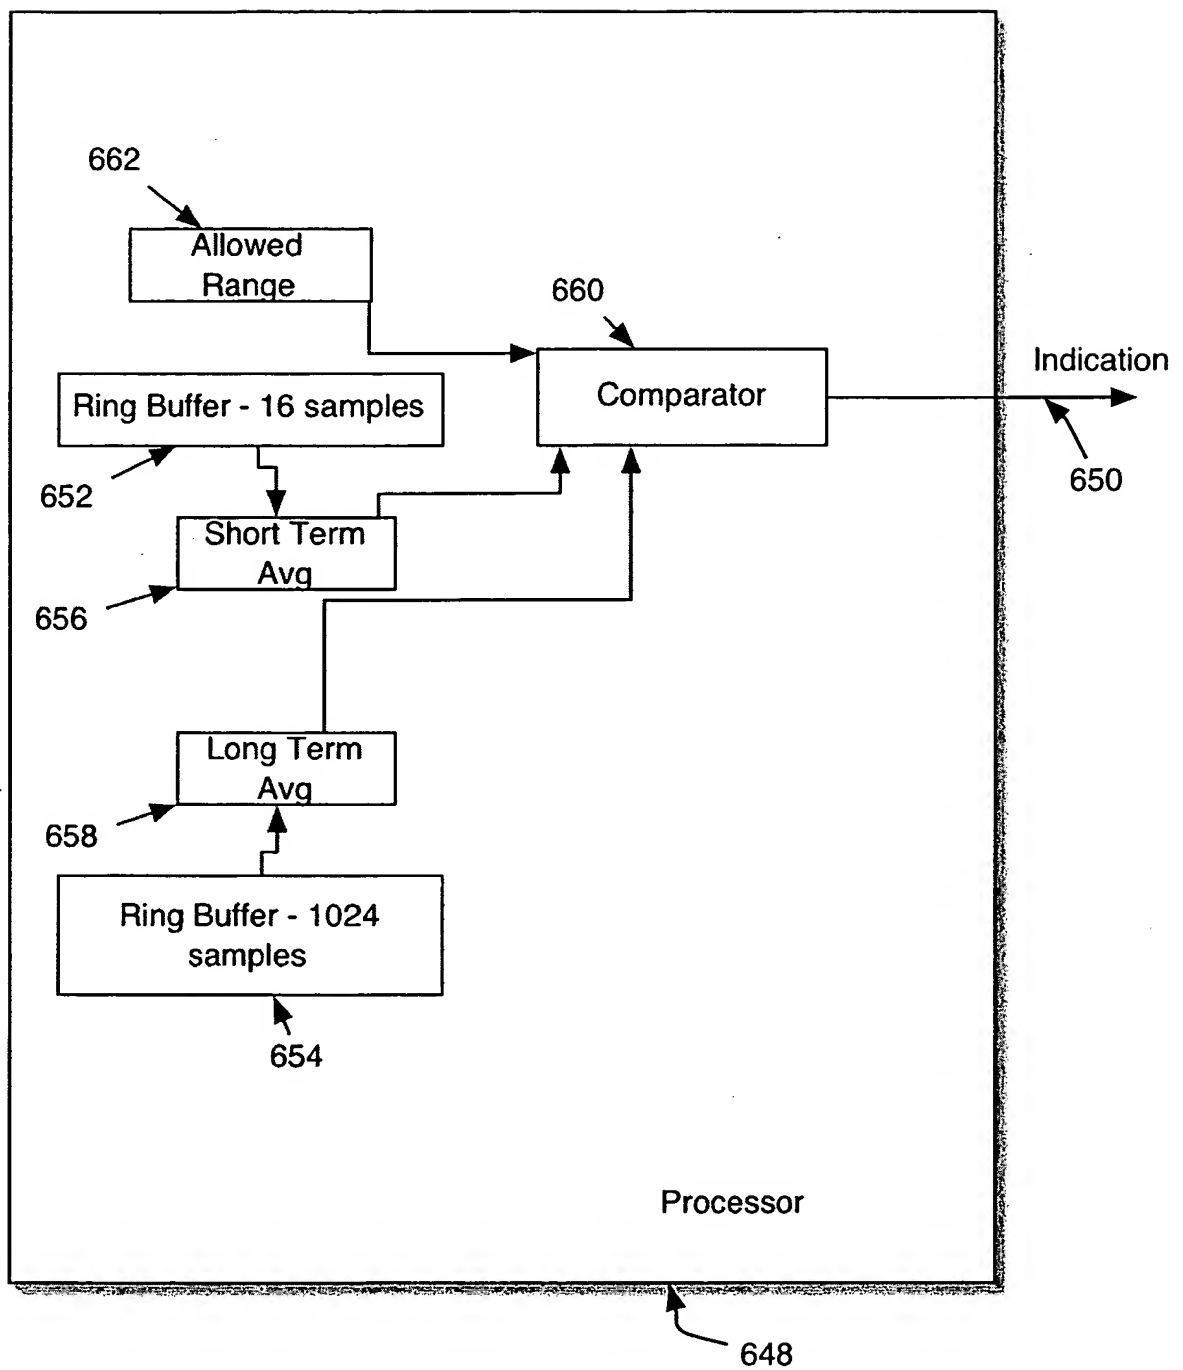 662
Allowed
Range
660
Indication
Comparator
Ring Buffer - 16 samples
650
652
Short Term
Avg
656
Long Term
Avg
658
Ring Buffer - 1024
samples
654
Processor
648